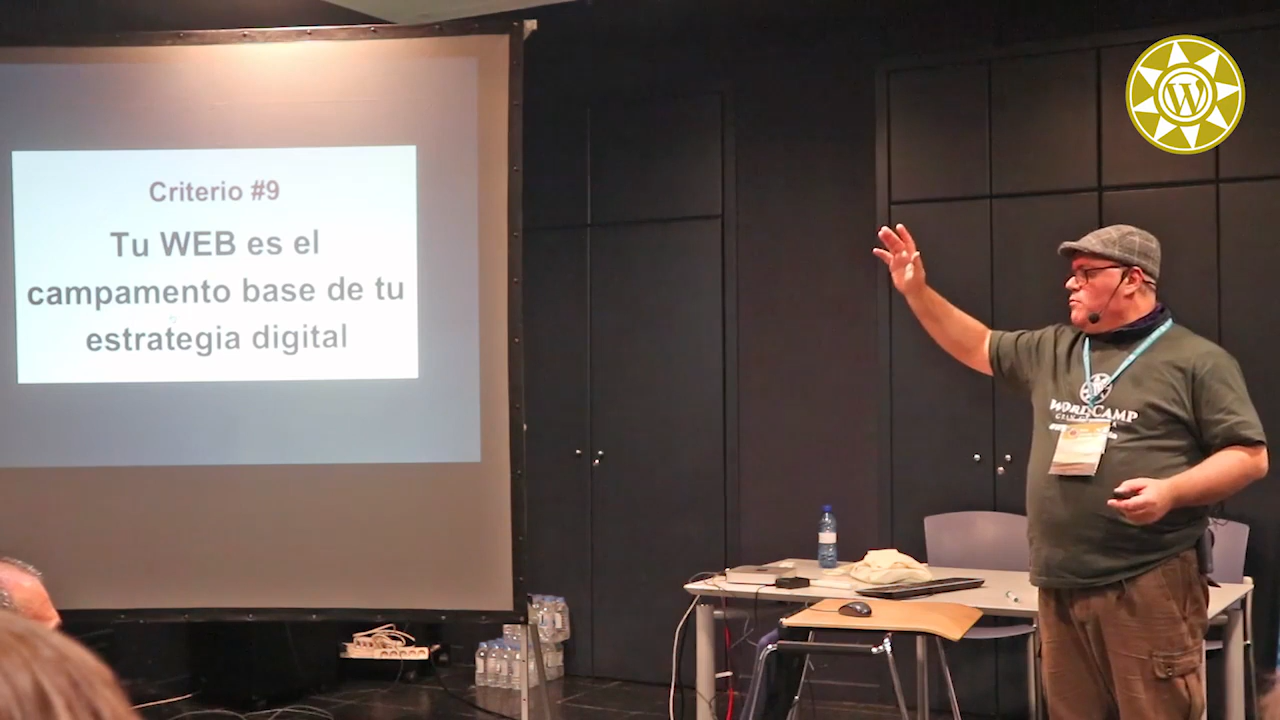 Criterio #9
Tu WEB es el
campamento base de tu
estrategia digital
WORDCAMP